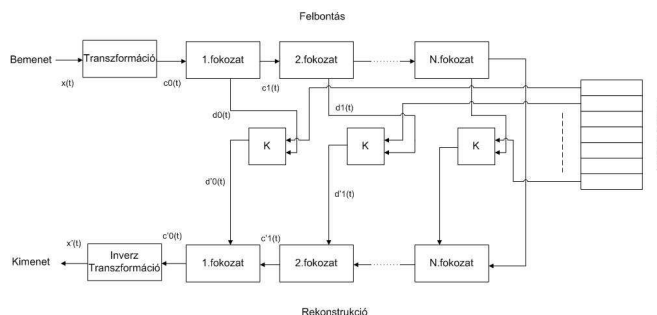 Felbontás
Bemenet
Transzformáció
1.fokozat
2.fokozat
N.fokozat
x(t)
c0(t)
c1(t)
d0(t)
d1(t)
K
K
K
d'0(t)
d'1(t)
x'(t)
c'0(t)
c'1(t)
Kimenet
Inverz
Transzformáció
1.fokozat
2.fokozat
N.fokozat
Rekonstrukció